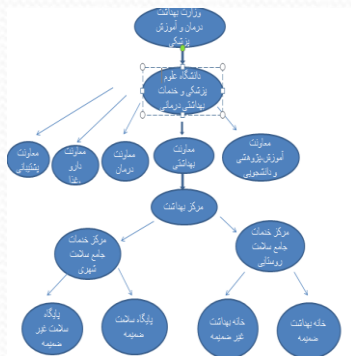 وزارت بهداشت
درمان و آموزش
پزشکی
دانشگاه علوم
پزشکی و خدمات
بهداشتی درمانی
معاونت
آموزش،پژوهشی
و دانشجویی
معاونت
بهداشتی
معاونت
درمان
معاونت
دارو
غذا
معاونت
پشتیبانی
مرکز بهداشت
مرکز خدمات
جامع سلامت
روستایی
مرکز خدمات
جامع سلامت
شهری
خانه بهداشت
ضمیمه
خانه بهداشت
غیر ضمیمه
پایگاه سلامت
ضمیمه
پایگاه
سلامت غیر
ضمیمه